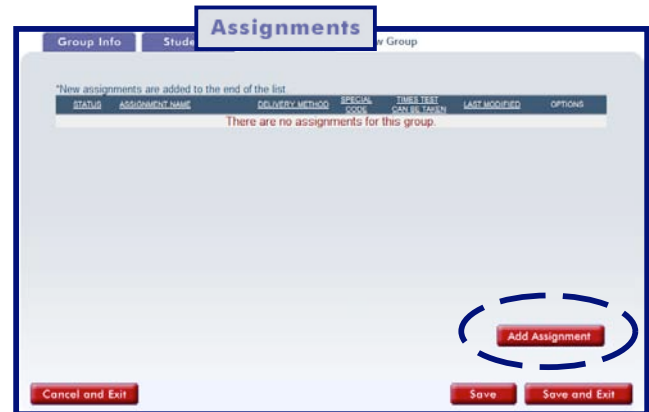 Assignments
Group Info Stude w Group
*New assignments are added to the end of the list.
STATUS ASSIGNMENT NAME DELIVERY METHOD SPECIAL CODE TIMES TEST CAN BE TAKEN LAST MODIFIED OPTIONS
There are no assignments for this group.
Add Assignment
Cancel and Exit Save Save and Exit